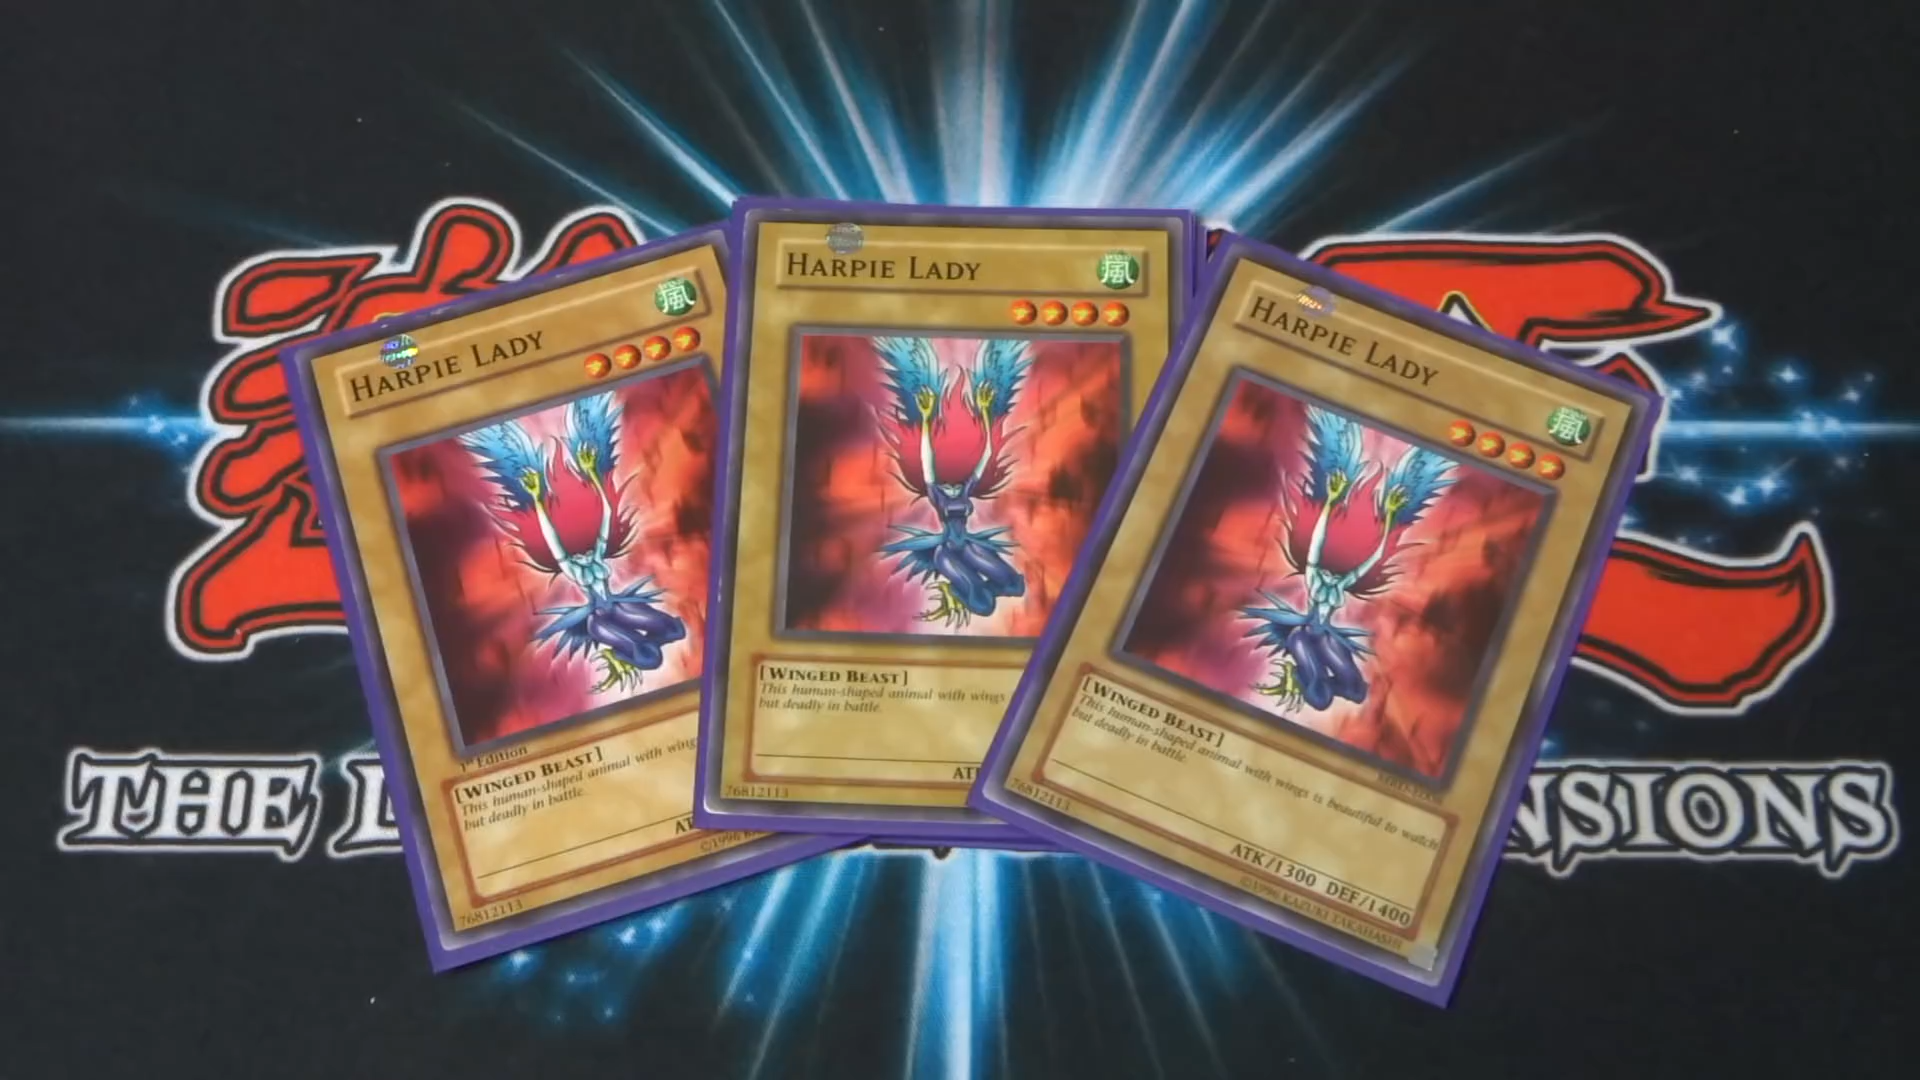 HARPIE LADY
風
1st Edition
[WINGED BEAST]
This human-shaped animal with wings
but deadly in battle.
76812113
©1996
HARPIE LADY
風
[WINGED BEAST]
This human-shaped animal with wings
but deadly in battle.
76812113
HARPIE LADY
風
[WINGED BEAST]
This human-shaped animal with wings is beautiful to watch
but deadly in battle.
ATK/1300 DEF/1400
76812113
©1996 KAZUKI TAKAHASHI
THE